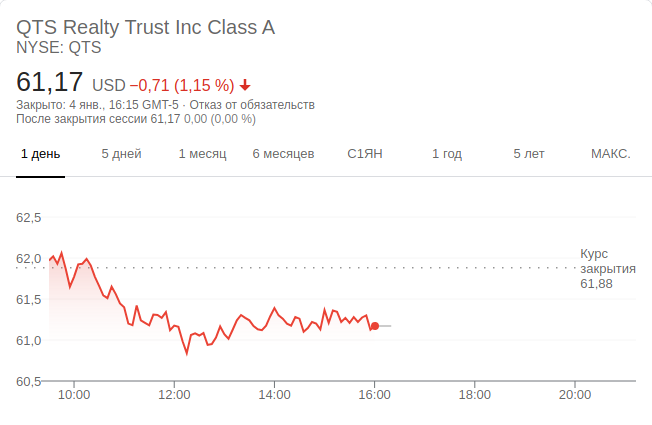 QTS Realty Trust Inc Class A
NYSE: QTS
61,17 USD −0,71 (1,15 %)
Закрыто: 4 янв., 16:15 GMT-5 · Отказ от обязательств
После закрытия сессии 61,17 0,00 (0,00 %)
1 день 5 дней 1 месяц 6 месяцев С1ЯН 1 год 5 лет МАКС.
62,5
62,0
61,5
61,0
60,5
Курс
закрытия
61,88
10:00 12:00 14:00 16:00 18:00 20:00